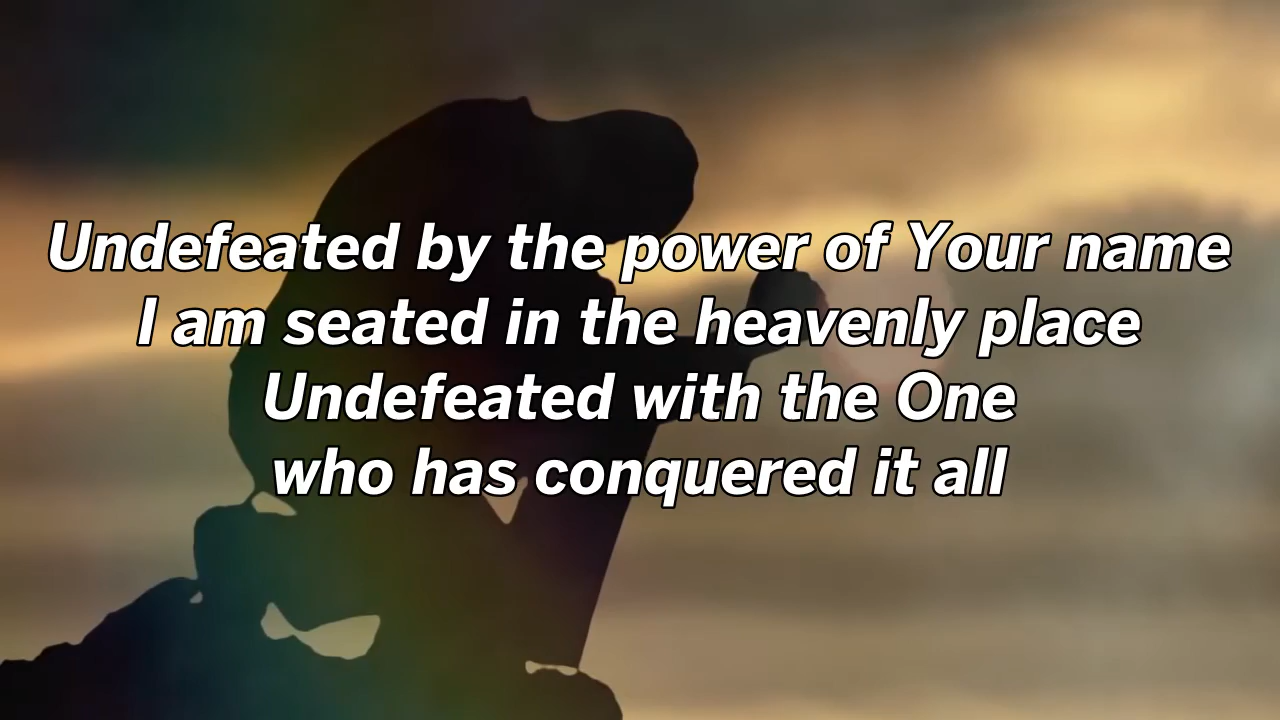 Undefeated by the power of Your name
I am seated in the heavenly place
Undefeated with the One
who has conquered it all